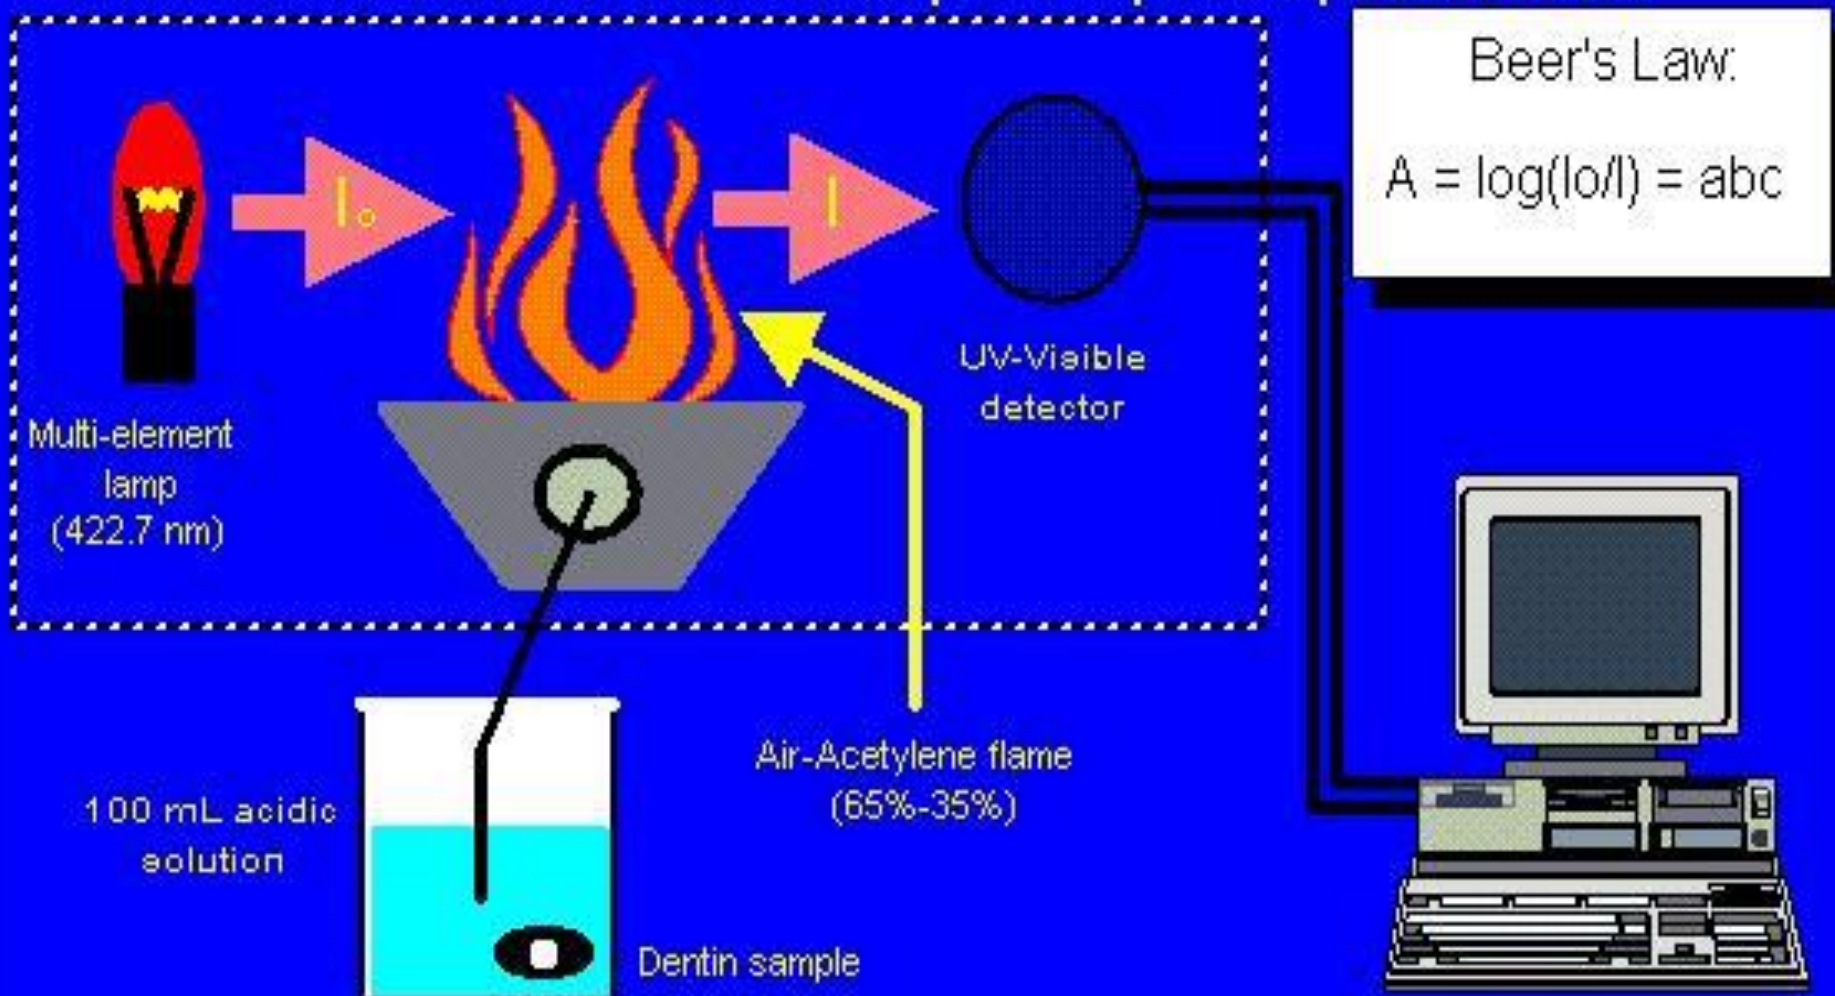 Beer's Law:
A = log(Io/I) = abc
Io
I
UV-Visible
detector
Multi-element
lamp
(422.7 nm)
Air-Acetylene flame
(65%-35%)
100 mL acidic
solution
Dentin sample